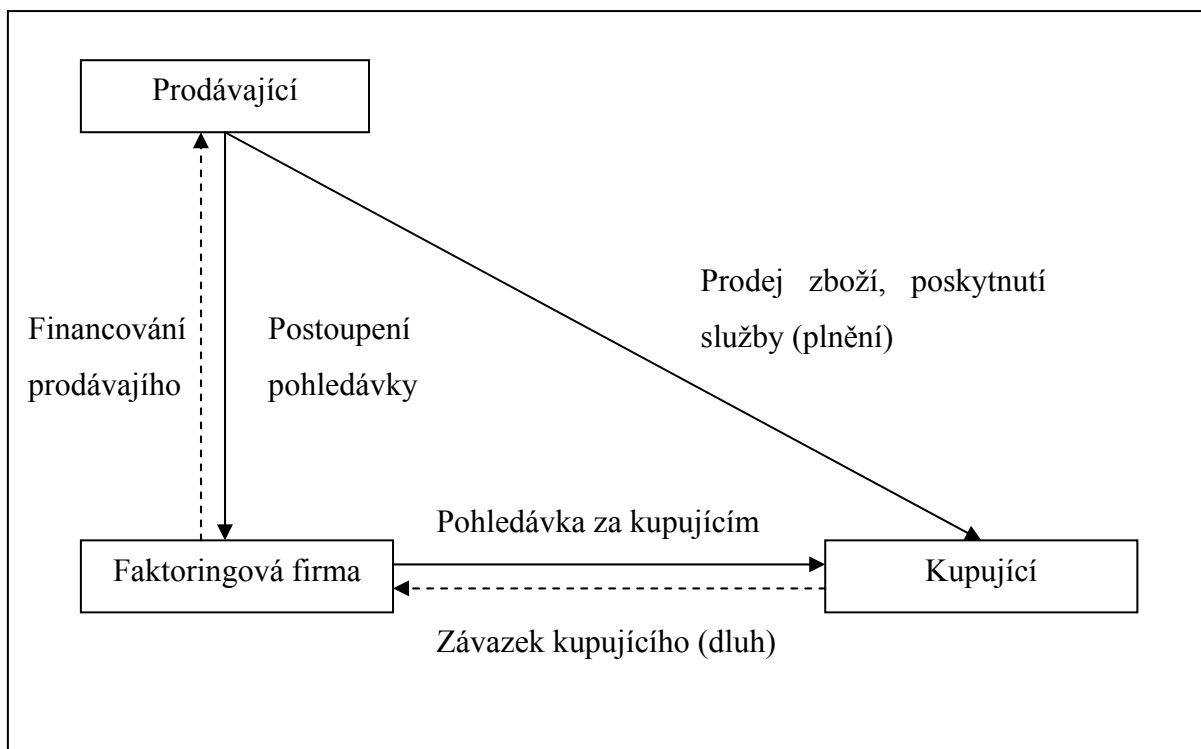 Prodávající
Prodej zboží, poskytnutí
služby (plnění)
Financování
prodávajího
Postoupení
pohledávky
Pohledávka za kupujícím
Faktoringová firma
Kupující
Závazek kupujícího (dluh)